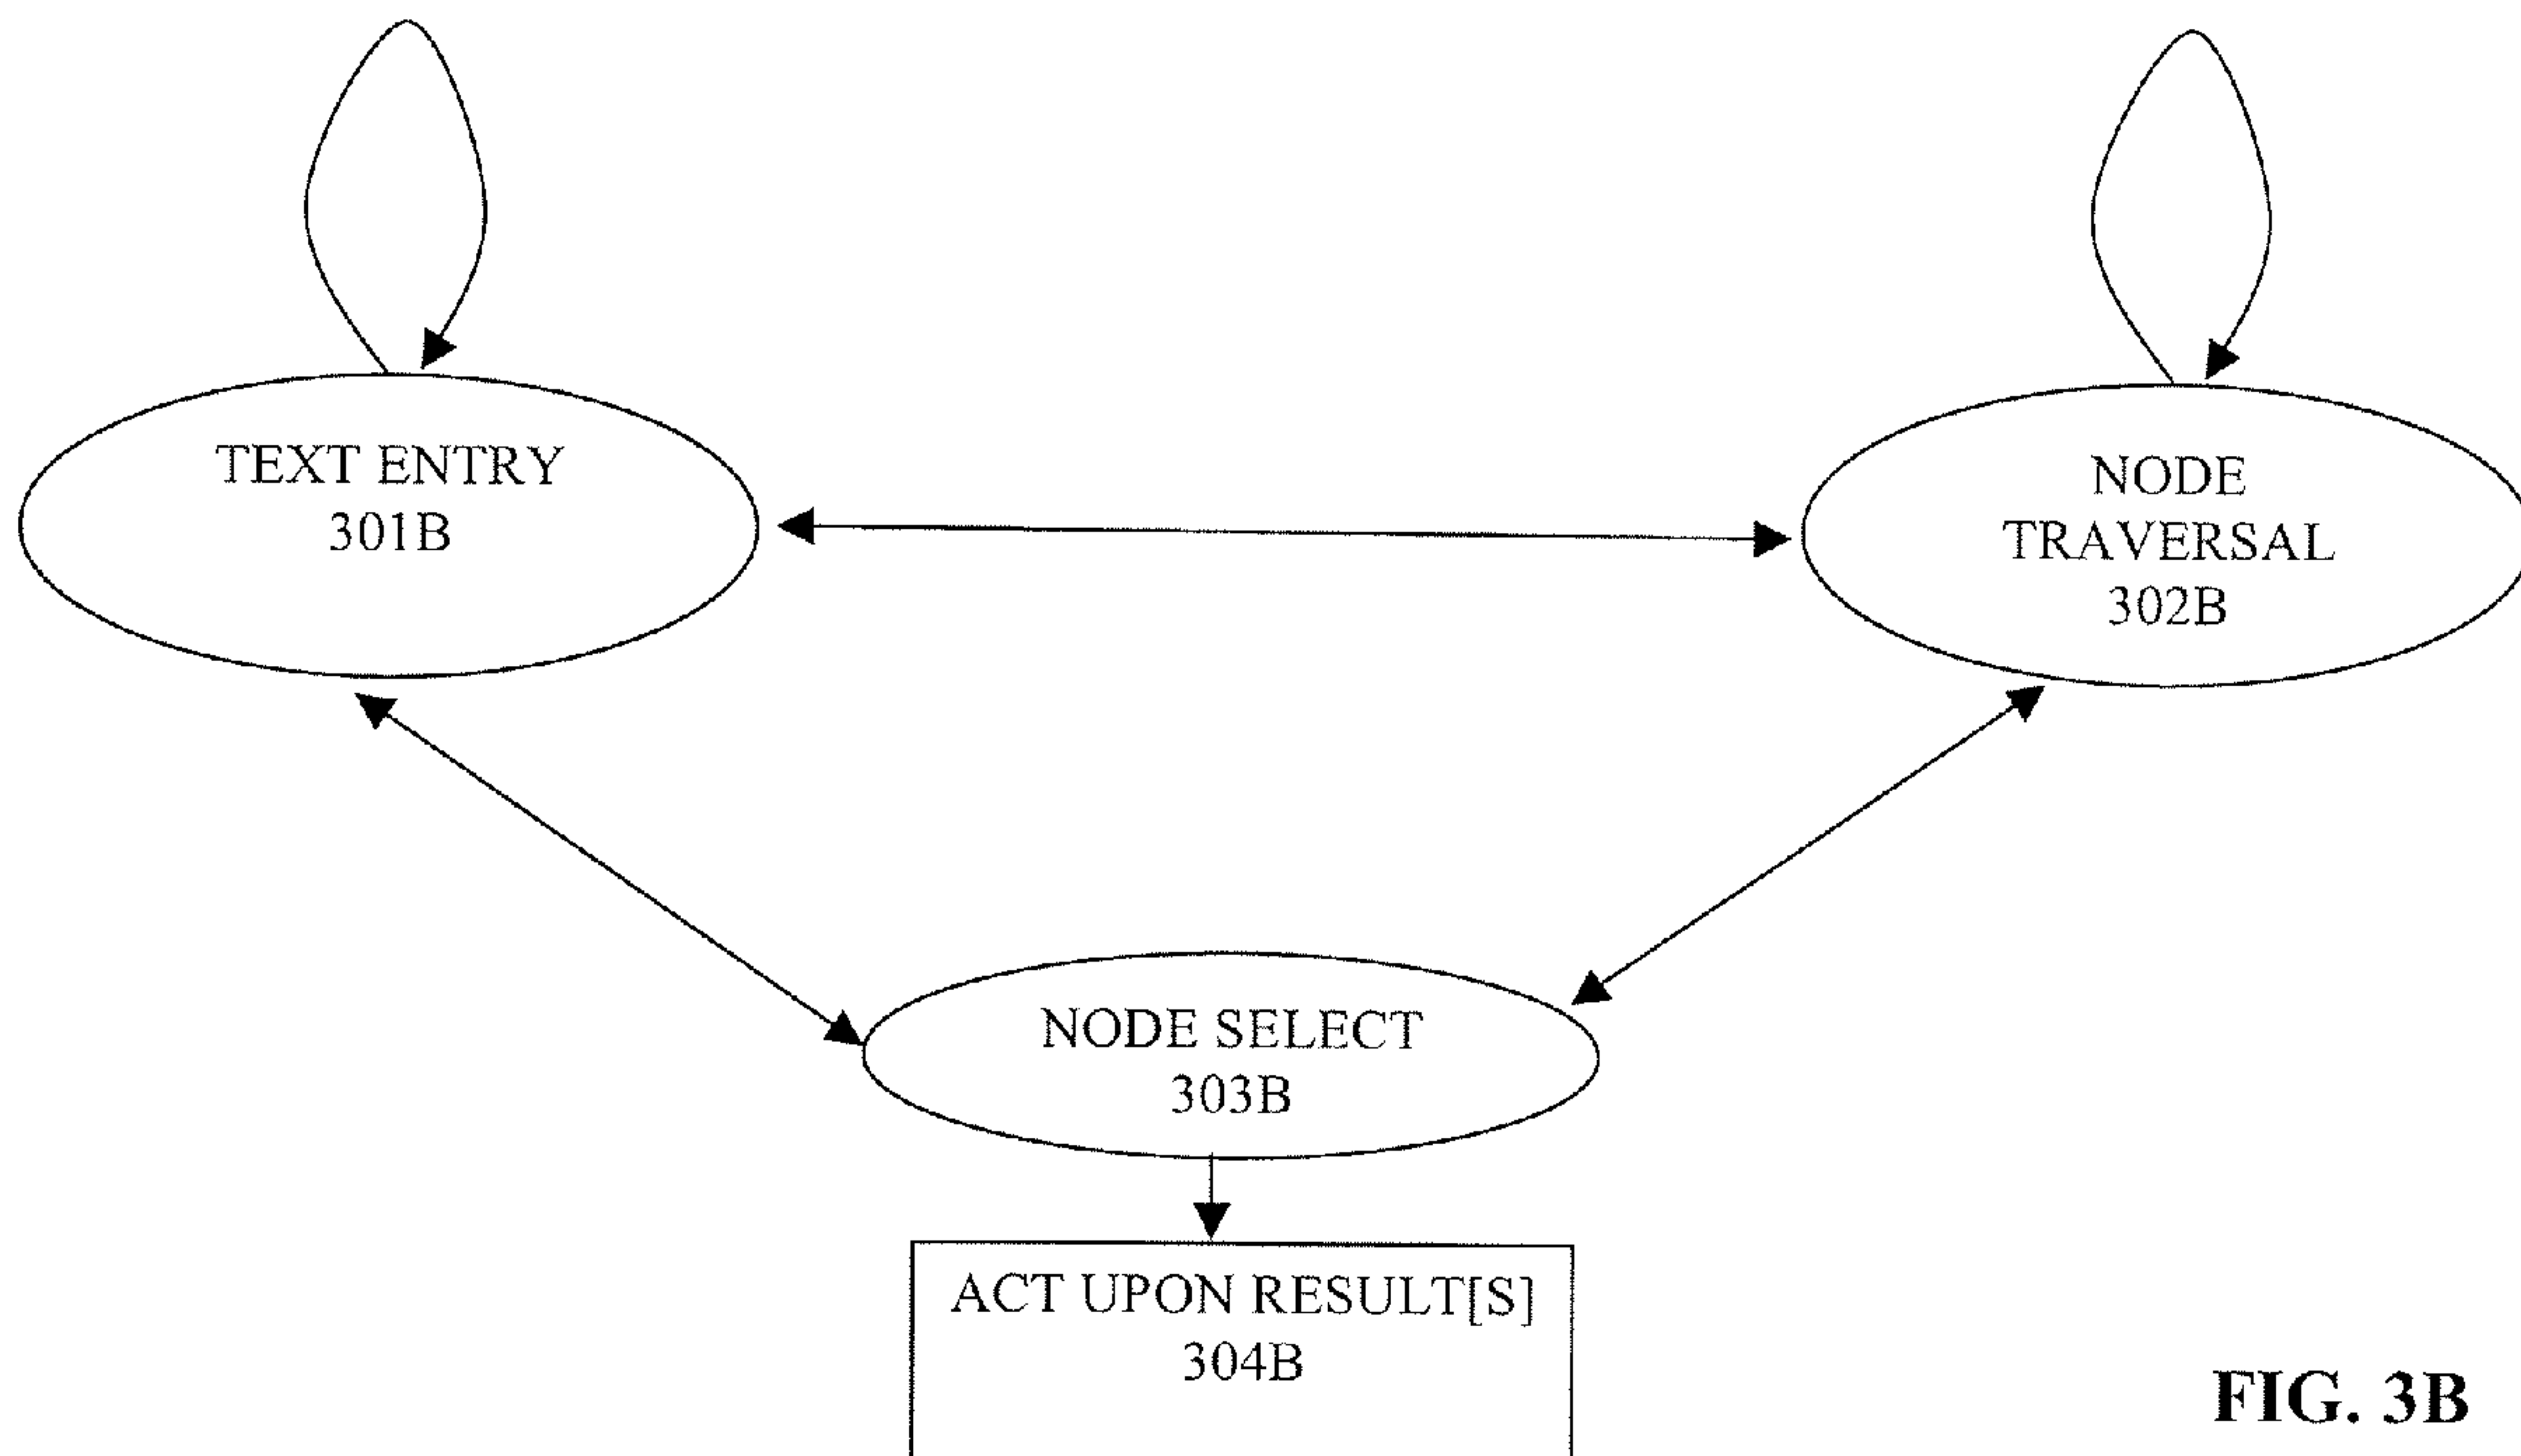 TEXT ENTRY
301B
NODE
TRAVERSAL
302B
NODE SELECT
303B
ACT UPON RESULT[S]
304B
FIG. 3B